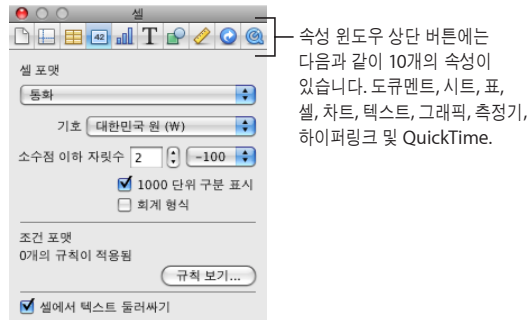 셀
42
T
셀 포맷
통화
기호 대한민국 원 (₩)
소수점 이하 자릿수 2 -100
1000 단위 구분 표시
회계 형식
조건 포맷
0개의 규칙이 적용됨
규칙 보기...
셀에서 텍스트 둘러싸기
속성 윈도우 상단 버튼에는
다음과 같이 10개의 속성이
있습니다. 도큐멘트, 시트, 표,
셀, 차트, 텍스트, 그래픽, 측정기,
하이퍼링크 및 QuickTime.